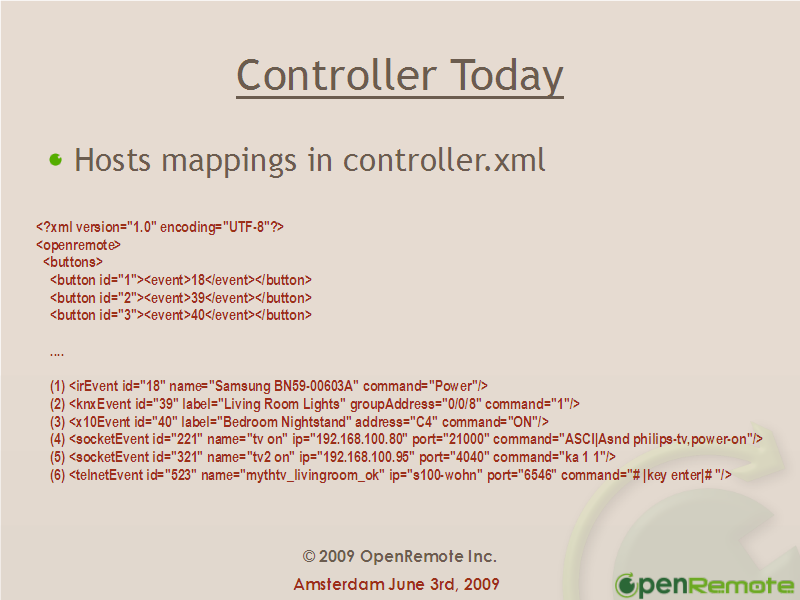 Controller Today
Hosts mappings in controller.xml
<?xml version="1.0" encoding="UTF-8"?>
<openremote>
<buttons>
<button id="1"><event>18</event></button>
<button id="2"><event>39</event></button>
<button id="3"><event>40</event></button>
....
(1) <irEvent id="18" name="Samsung BN59-00603A" command="Power"/>
(2) <knxEvent id="39" label="Living Room Lights" groupAddress="0/0/8" command="1"/>
(3) <x10Event id="40" label="Bedroom Nightstand" address="C4" command="ON"/>
(4) <socketEvent id="221" name="tv on" ip="192.168.100.80" port="21000" command="ASCI|Asnd philips-tv,power-on"/>
(5) <socketEvent id="321" name="tv2 on" ip="192.168.100.95" port="4040" command="ka 1 1"/>
(6) <telnetEvent id="523" name="mythtv_livingroom_ok" ip="s100-wohn" port="6546" command="# |key enter|# "/>
© 2009 OpenRemote Inc.
Amsterdam June 3rd, 2009
OpenRemote